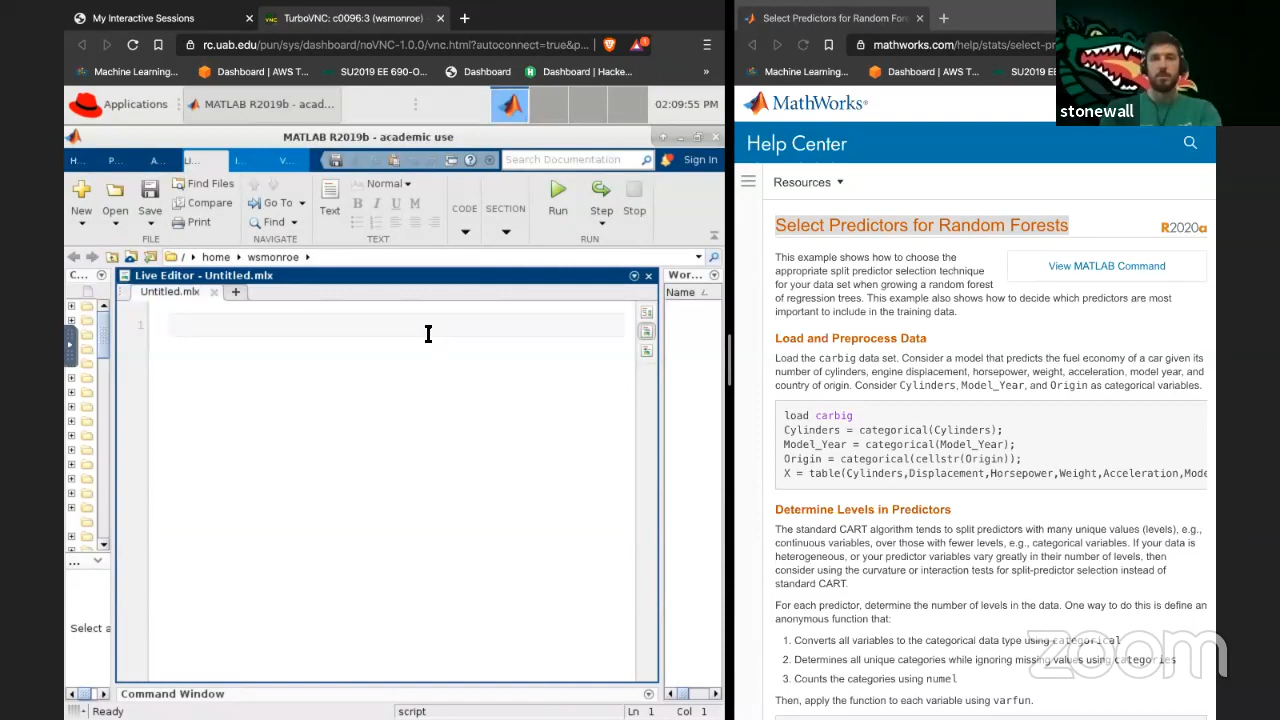 My Interactive Sessions
TurboVNC: c0096:3 (wsmonroe)
rc.uab.edu/pun/sys/dashboard/noVNC-1.0.0/vnc.html?autoconnect=true&p...
Machine Learning...
Dashboard | AWS T...
SU2019 EE 690-O...
Dashboard
Dashboard | Hacke...
»
Applications
MATLAB R2019b - acad...
02:09:55 PM
MATLAB R2019b - academic use
H...
P...
A...
Li...
I...
V...
Search Documentation
Sign In
New
Open
Save
Find Files
Compare
Print
FILE
Go To
Find
NAVIGATE
Text
Normal
B I U M
TEXT
CODE
SECTION
Run
Step
Stop
RUN
/ home ▸ wsmonroe ▸
C...
Live Editor - Untitled.mlx
Wor...
Untitled.mlx
Name
1
...
Select a
Command Window
Ready
script
Ln 1
Col 1
Select Predictors for Random For
mathworks.com/help/stats/select-pr
Machine Learning...
Dashboard | AWS T...
SU2019 EE
stonewall
MathWorks®
Help Center
Resources
Select Predictors for Random Forests
R2020a
This example shows how to choose the
appropriate split predictor selection technique
for your data set when growing a random forest
of regression trees. This example also shows how to decide which predictors are most
important to include in the training data.
View MATLAB Command
Load and Preprocess Data
Load the carbig data set. Consider a model that predicts the fuel economy of a car given its
number of cylinders, engine displacement, horsepower, weight, acceleration, model year, and
country of origin. Consider Cylinders, Model_Year, and Origin as categorical variables.
load carbig
Cylinders = categorical(Cylinders);
Model_Year = categorical(Model_Year);
Origin = categorical(cellstr(Origin));
X = table(Cylinders,Displacement,Horsepower,Weight,Acceleration,Mode
Determine Levels in Predictors
The standard CART algorithm tends to split predictors with many unique values (levels), e.g.,
continuous variables, over those with fewer levels, e.g., categorical variables. If your data is
heterogeneous, or your predictor variables vary greatly in their number of levels, then
consider using the curvature or interaction tests for split-predictor selection instead of
standard CART.
For each predictor, determine the number of levels in the data. One way to do this is define an
anonymous function that:
1. Converts all variables to the categorical data type using categorical
2. Determines all unique categories while ignoring missing values using categories
3. Counts the categories using numel
Then, apply the function to each variable using varfun.
zoom